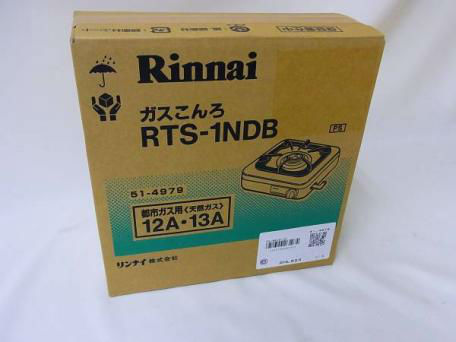 Rinnai
ガスこんろ
RTS-1NDB
PS
51-4979
都市ガス用〈天然ガス〉
12A・13A
リンナイ株式会社